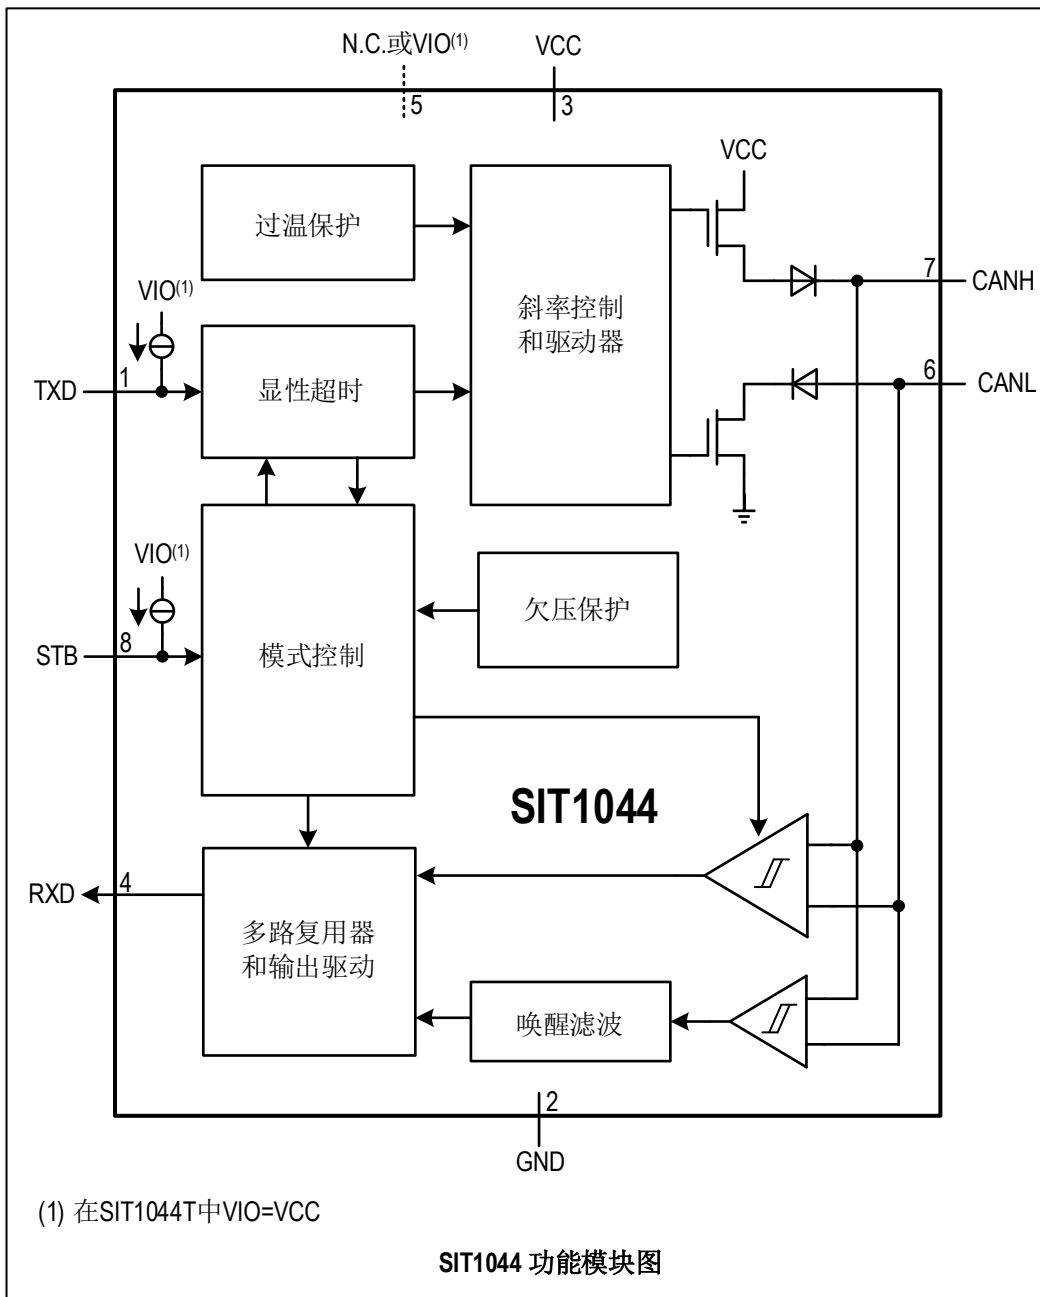 N.C.或VIO(1)
VCC
5
3
VCC
过温保护
7
CANH
VIO(1)
斜率控制
和驱动器
1
TXD
显性超时
6
CANL
VIO(1)
欠压保护
8
STB
模式控制
SIT1044
4
RXD
多路复用器
和输出驱动
唤醒滤波
2
GND
(1) 在SIT1044T中VIO=VCC
SIT1044 功能模块图